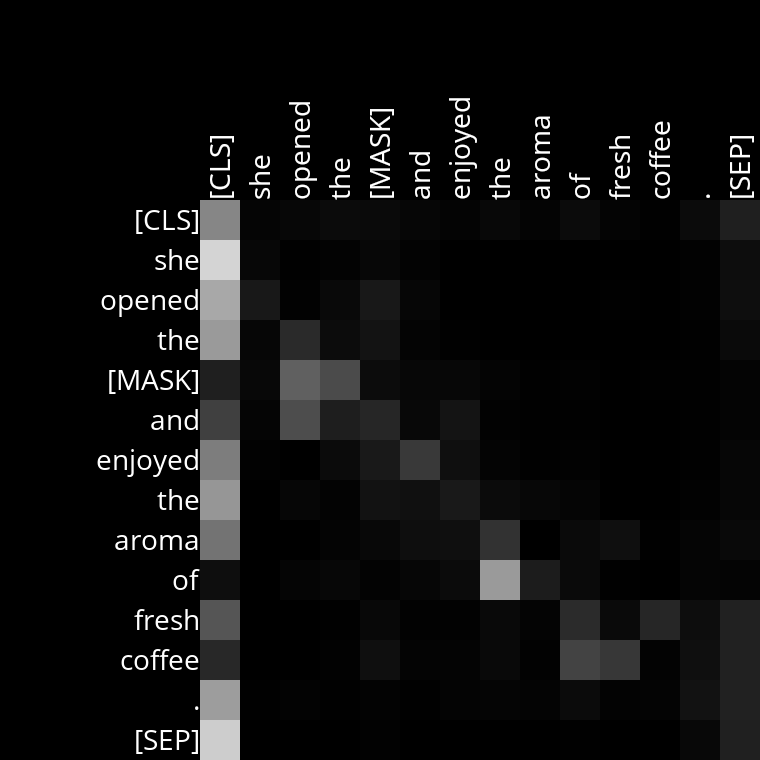 [CLS] she opened the [MASK] and enjoyed the aroma of fresh coffee . [SEP]
[CLS]
she
opened
the
[MASK]
and
enjoyed
the
aroma
of
fresh
coffee
.
[SEP]